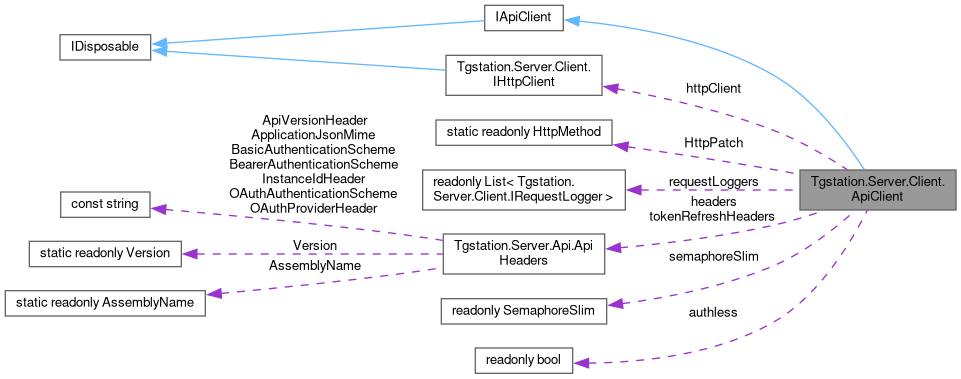 IApiClient
IDisposable
Tgstation.Server.Client.
IHttpClient
httpClient
ApiVersionHeader
ApplicationJsonMime
BasicAuthenticationScheme
BearerAuthenticationScheme
InstanceIdHeader
OAuthAuthenticationScheme
OAuthProviderHeader
static readonly HttpMethod
HttpPatch
readonly List< Tgstation.
Server.Client.IRequestLogger >
requestLoggers
Tgstation.Server.Client.
ApiClient
const string
headers
tokenRefreshHeaders
static readonly Version
Version
Tgstation.Server.Api.Api
Headers
semaphoreSlim
AssemblyName
static readonly AssemblyName
readonly SemaphoreSlim
authless
readonly bool